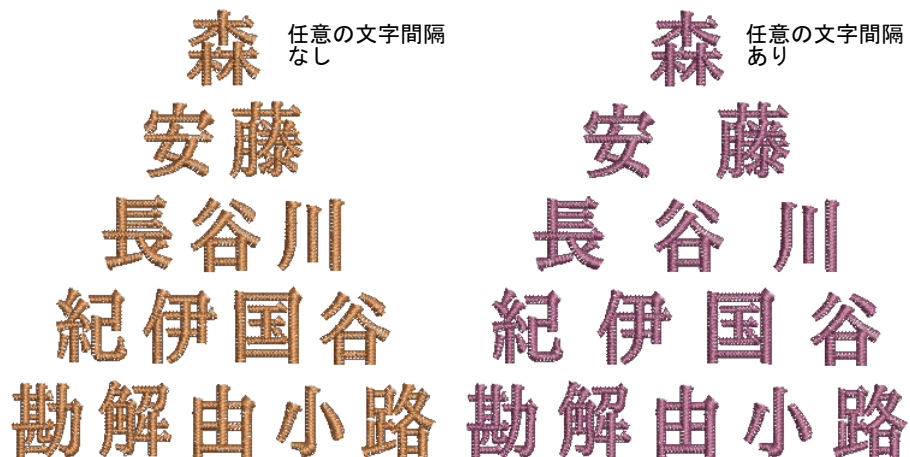 森
任意の文字間隔
なし
安藤
長谷川
紀伊国谷
勘解由小路
森
任意の文字間隔
あり
安藤
長谷川
紀伊国谷
勘解由小路